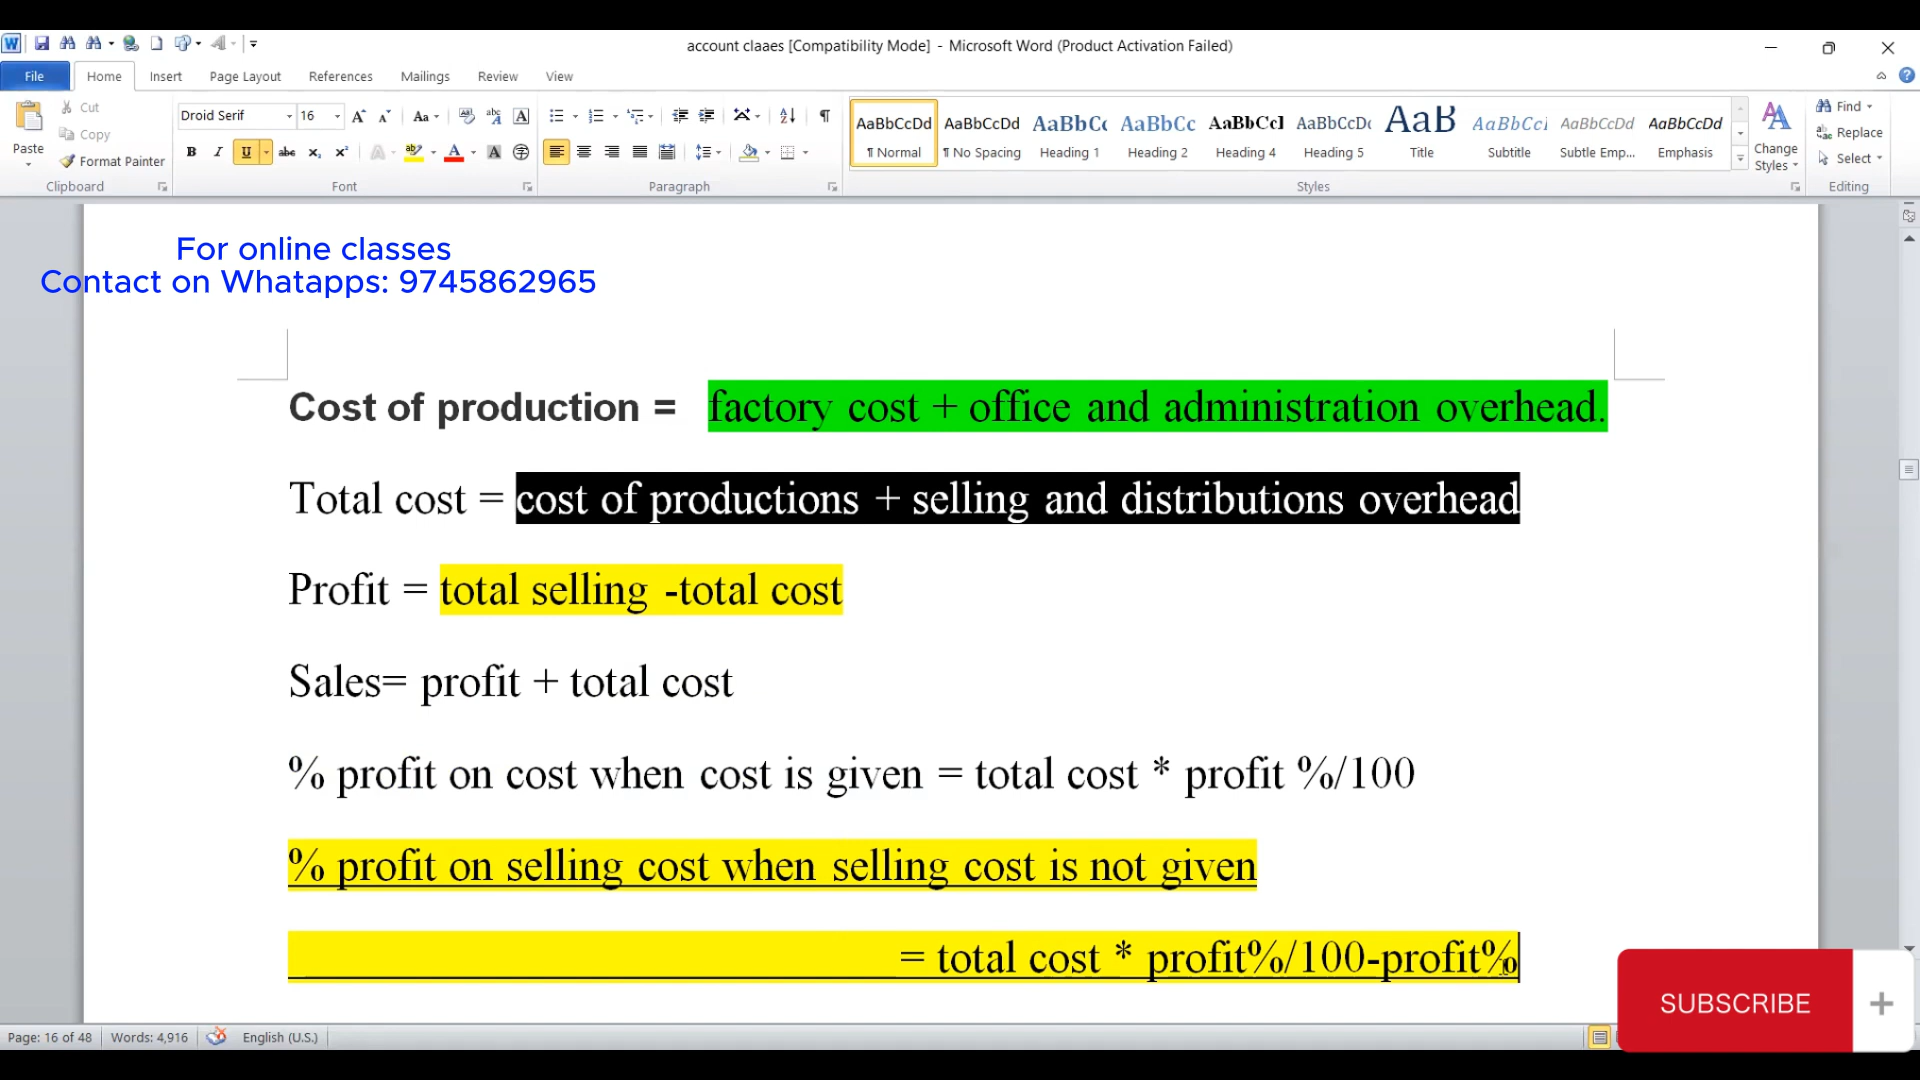 account claaes [Compatibility Mode] - Microsoft Word (Product Activation Failed)
File Home Insert Page Layout References Mailings Review View
Paste
Cut
Copy
Format Painter
Clipboard
Droid Serif 16
Font
Paragraph
AaBbCcDd AaBbCcDd AaBbCc AaBbCc AaBbCcI AaBbCcDc AaB AaBbCcI AaBbCcDd AaBbCcDd
¶ Normal ¶ No Spacing Heading 1 Heading 2 Heading 4 Heading 5 Title Subtitle Subtle Emp... Emphasis
Styles
Change Styles
Find
Replace
Select
Editing
For online classes
Contact on Whatapps: 9745862965
Cost of production = factory cost + office and administration overhead.
Total cost = cost of productions + selling and distributions overhead
Profit = total selling -total cost
Sales= profit + total cost
% profit on cost when cost is given = total cost * profit %/100
% profit on selling cost when selling cost is not given
= total cost * profit%/100-profit%
SUBSCRIBE +
Page: 16 of 48 Words: 4,916 English (U.S.)